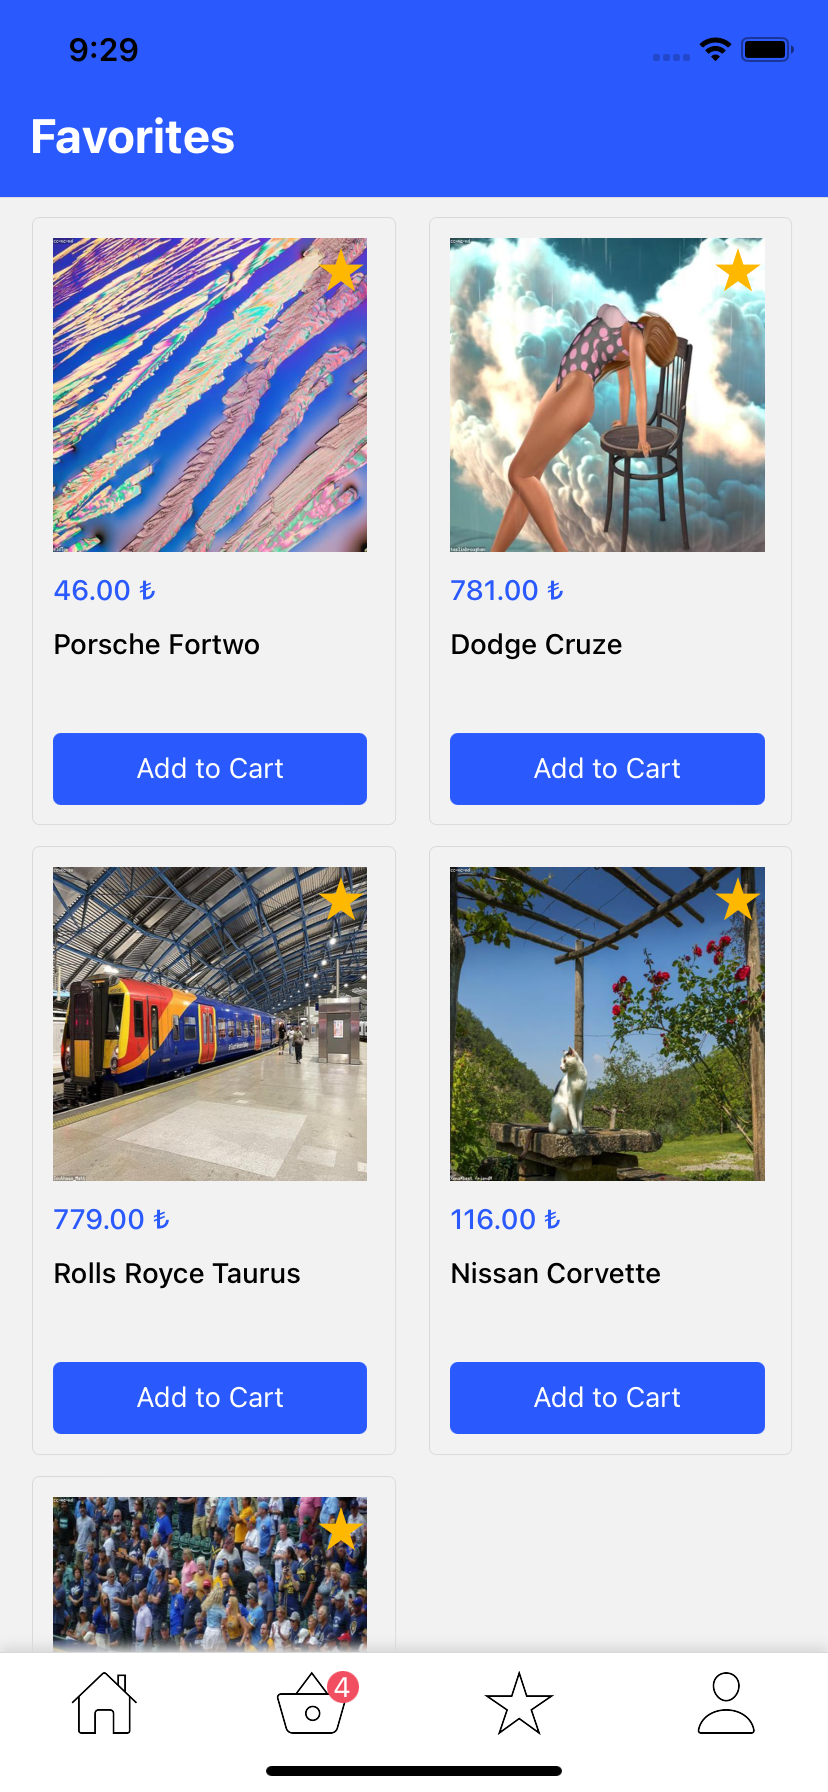 9:29
Favorites
46.00 ₺
781.00 ₺
Porsche Fortwo
Dodge Cruze
Add to Cart
Add to Cart
779.00 ₺
116.00 ₺
Rolls Royce Taurus
Nissan Corvette
Add to Cart
Add to Cart
4